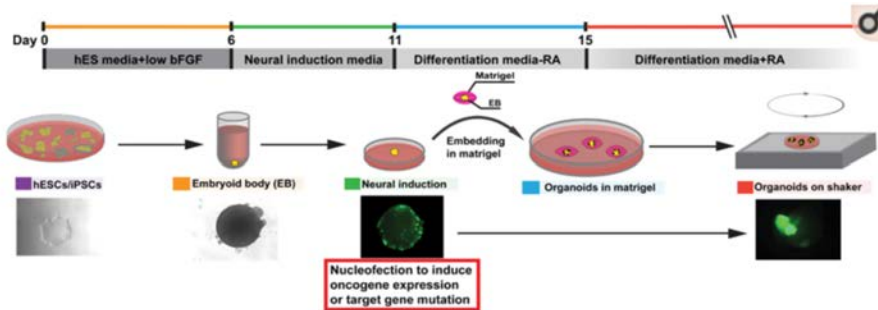 Day 0 6 11 15
hES media+low bFGF Neural induction media Differentiation media-RA Differentiation media+RA
Matrigel
EB
Embedding
in matrigel
hESCs/iPSCs Embryoid body (EB) Neural induction Organoids in matrigel Organoids on shaker
Nucleofection to induce
oncogene expression
or target gene mutation